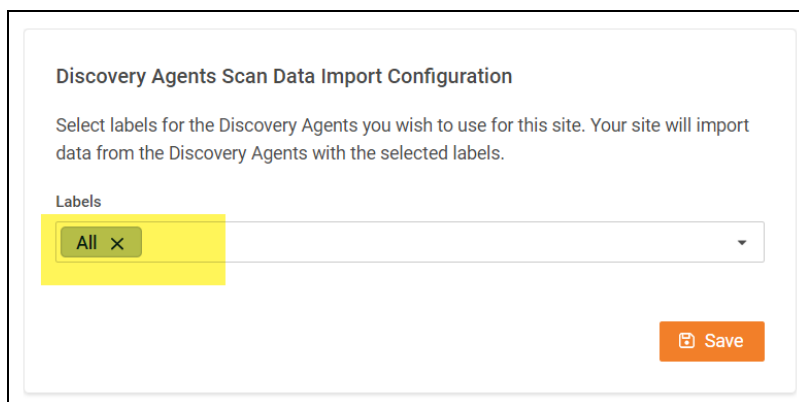 Discovery Agents Scan Data Import Configuration
Select labels for the Discovery Agents you wish to use for this site. Your site will import
data from the Discovery Agents with the selected labels.
Labels
All
Save